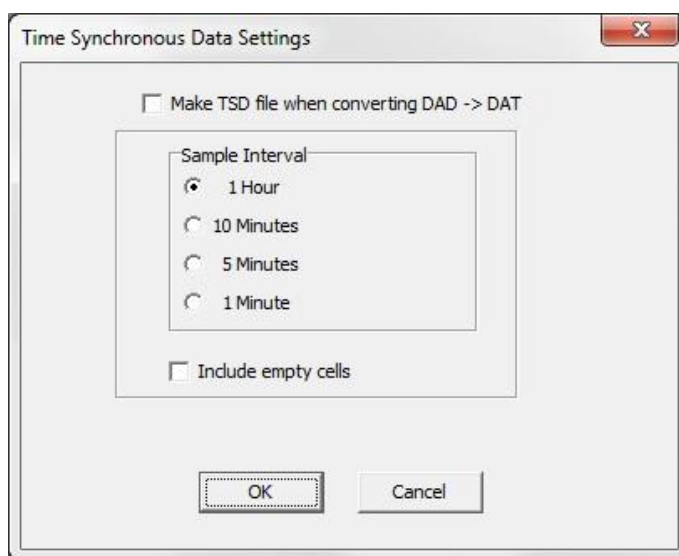 Time Synchronous Data Settings
Make TSD file when converting DAD -> DAT
Sample Interval
1 Hour
10 Minutes
5 Minutes
1 Minute
Include empty cells
OK
Cancel